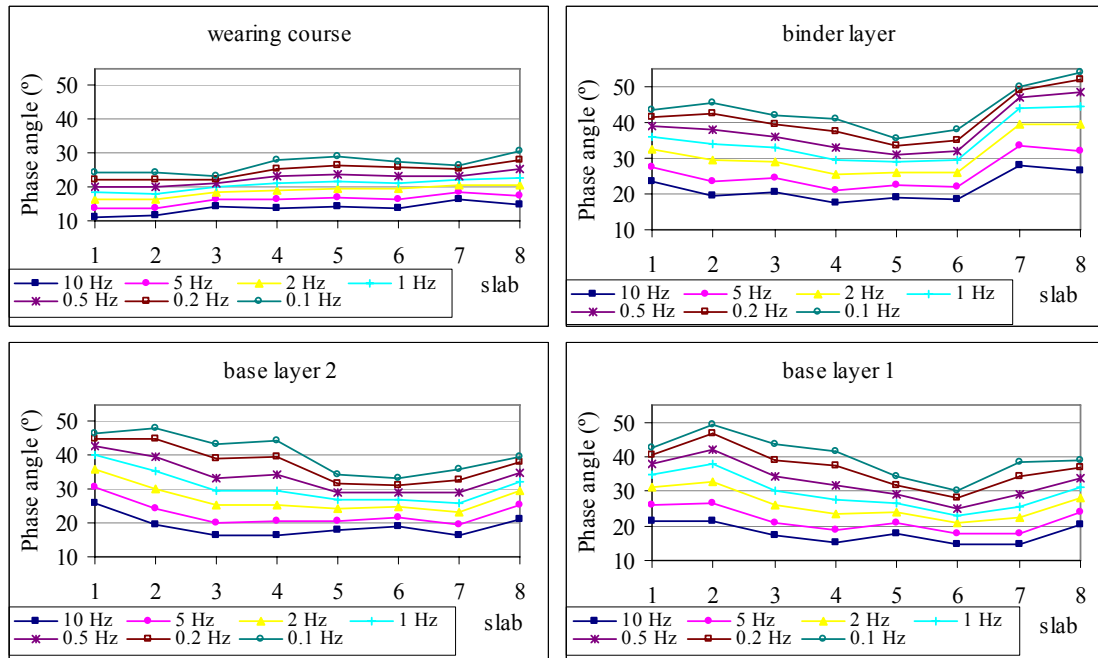 wearing course
Phase angle (º)
50
40
30
20
10
1 2 3 4 5 6 7 8
slab
10 Hz 5 Hz 2 Hz 1 Hz
0.5 Hz 0.2 Hz 0.1 Hz
binder layer
Phase angle (º)
50
40
30
20
10
1 2 3 4 5 6 7 8
slab
10 Hz 5 Hz 2 Hz 1 Hz
0.5 Hz 0.2 Hz 0.1 Hz
base layer 2
Phase angle (º)
50
40
30
20
10
1 2 3 4 5 6 7 8
slab
10 Hz 5 Hz 2 Hz 1 Hz
0.5 Hz 0.2 Hz 0.1 Hz
base layer 1
Phase angle (º)
50
40
30
20
10
1 2 3 4 5 6 7 8
slab
10 Hz 5 Hz 2 Hz 1 Hz
0.5 Hz 0.2 Hz 0.1 Hz